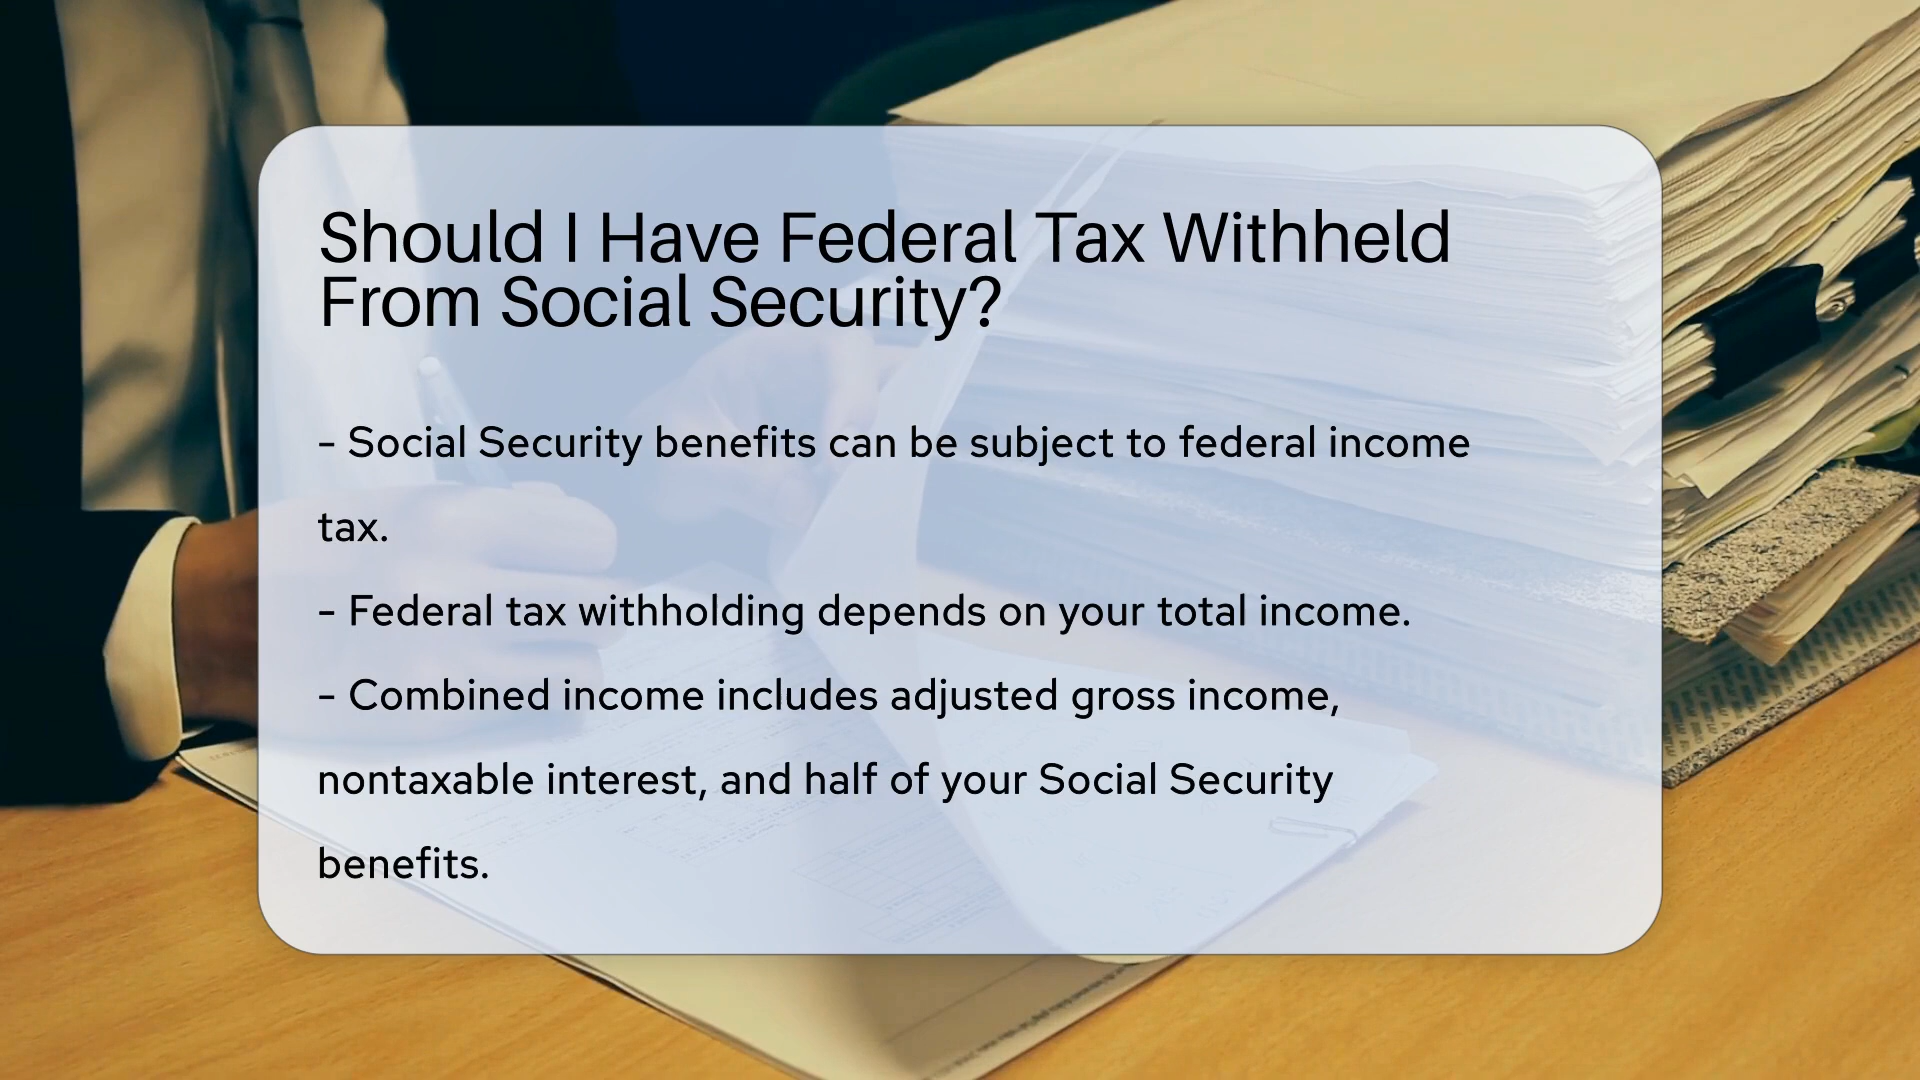 Should I Have Federal Tax Withheld
From Social Security?
- Social Security benefits can be subject to federal income
tax.
- Federal tax withholding depends on your total income.
- Combined income includes adjusted gross income,
nontaxable interest, and half of your Social Security
benefits.